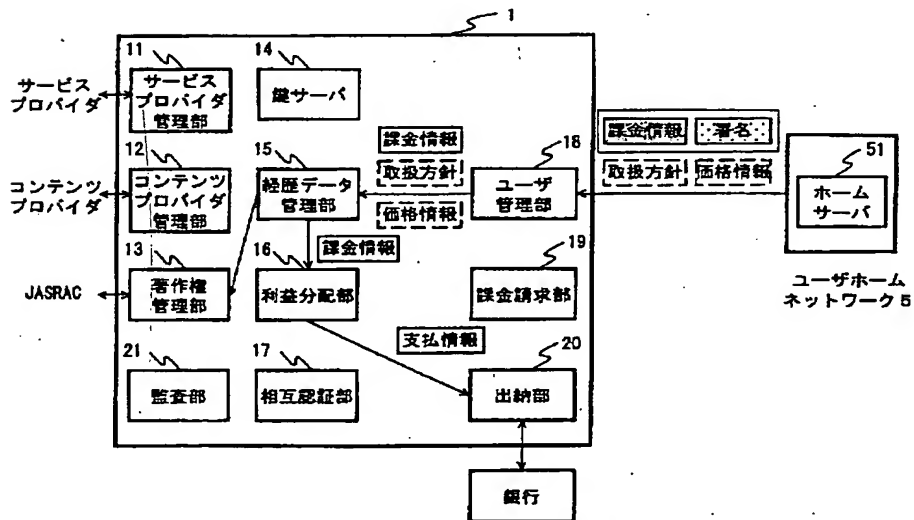 1
11
サービス
プロバイダ
管理部
サービス
プロバイダ
14
鍵サーバ
12
コンテンツ
プロバイダ
管理部
コンテンツ
プロバイダ
15
経歴データ
管理部
課金情報
取扱方針
価格情報
18
ユーザ
管理部
課金情報
署名
取扱方針
価格情報
51
ホーム
サーバ
ユーザホーム
ネットワーク5
13
著作権
管理部
JASRAC
課金情報
16
利益分配部
19
課金請求部
支払情報
21
監査部
17
相互認証部
20
出納部
銀行